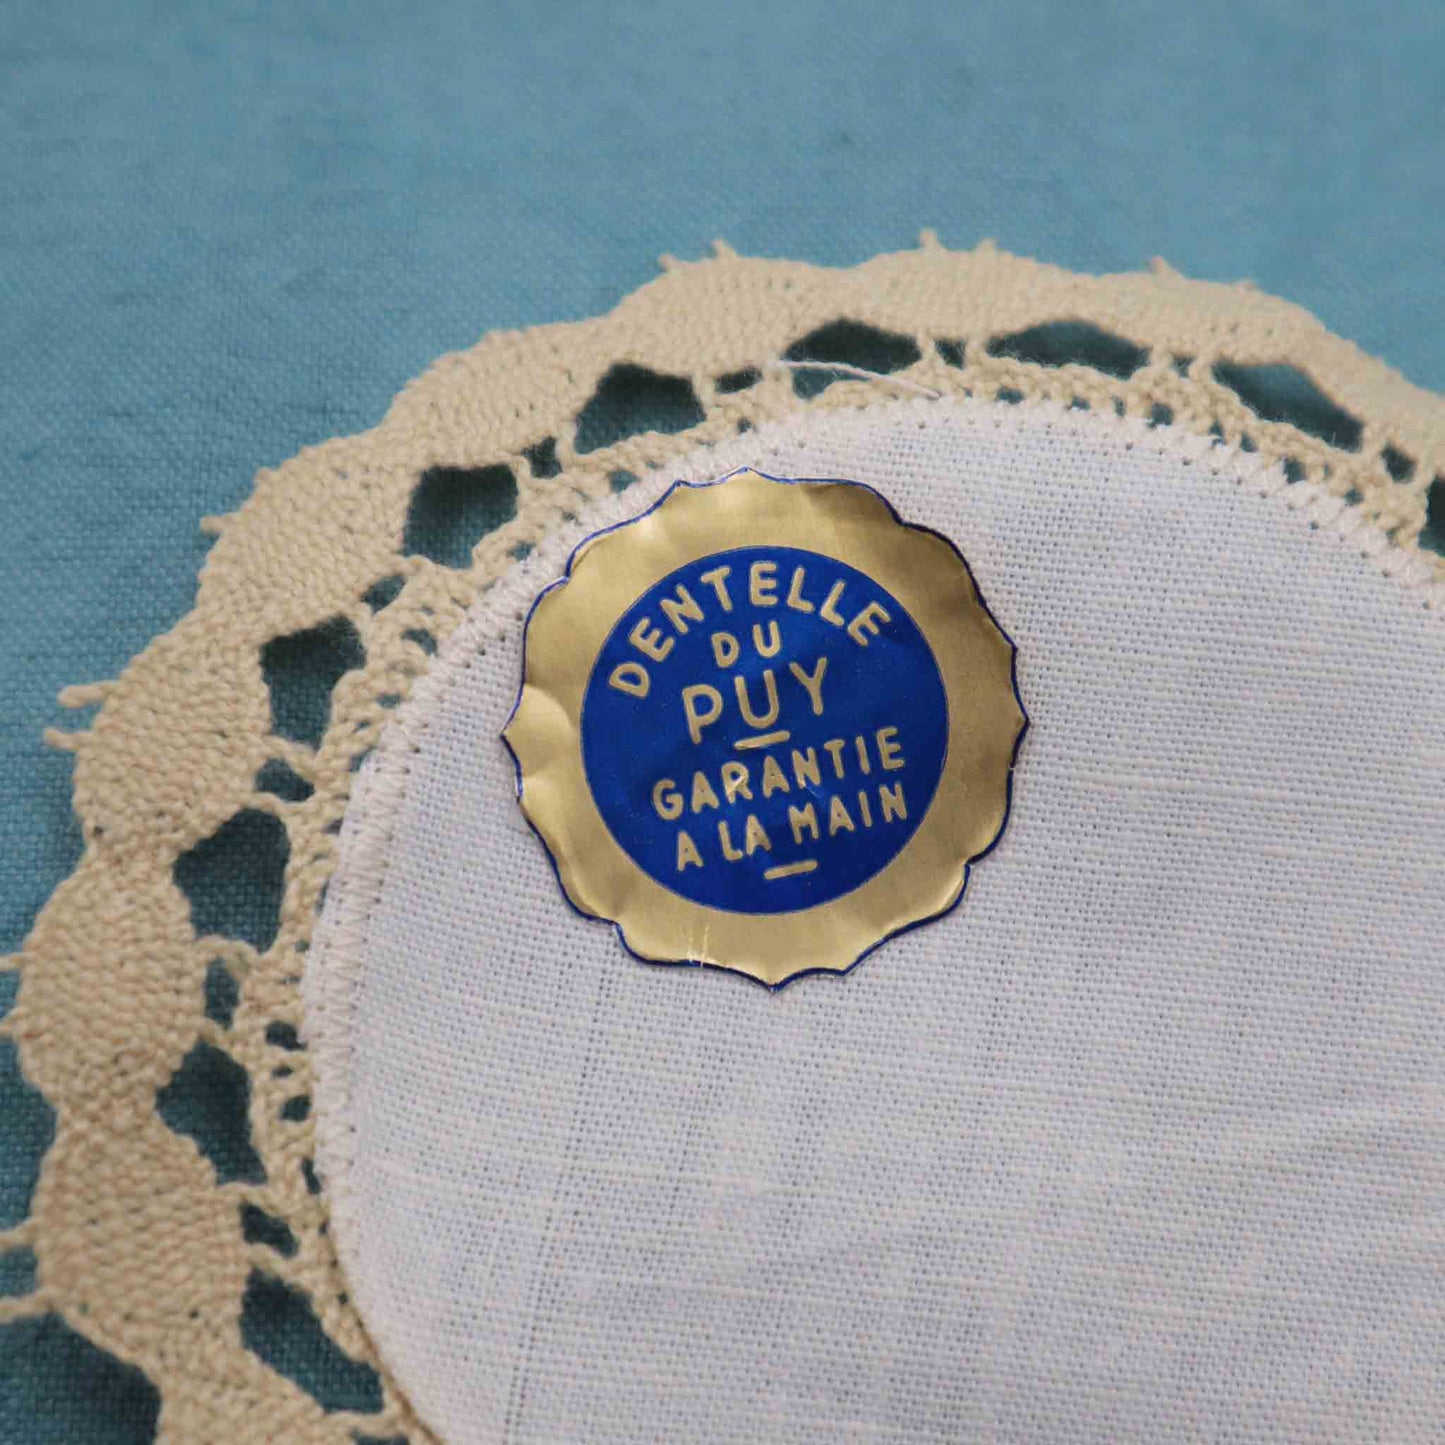 DENTELLE
DU
PUY
GARANTIE
A LA MAIN